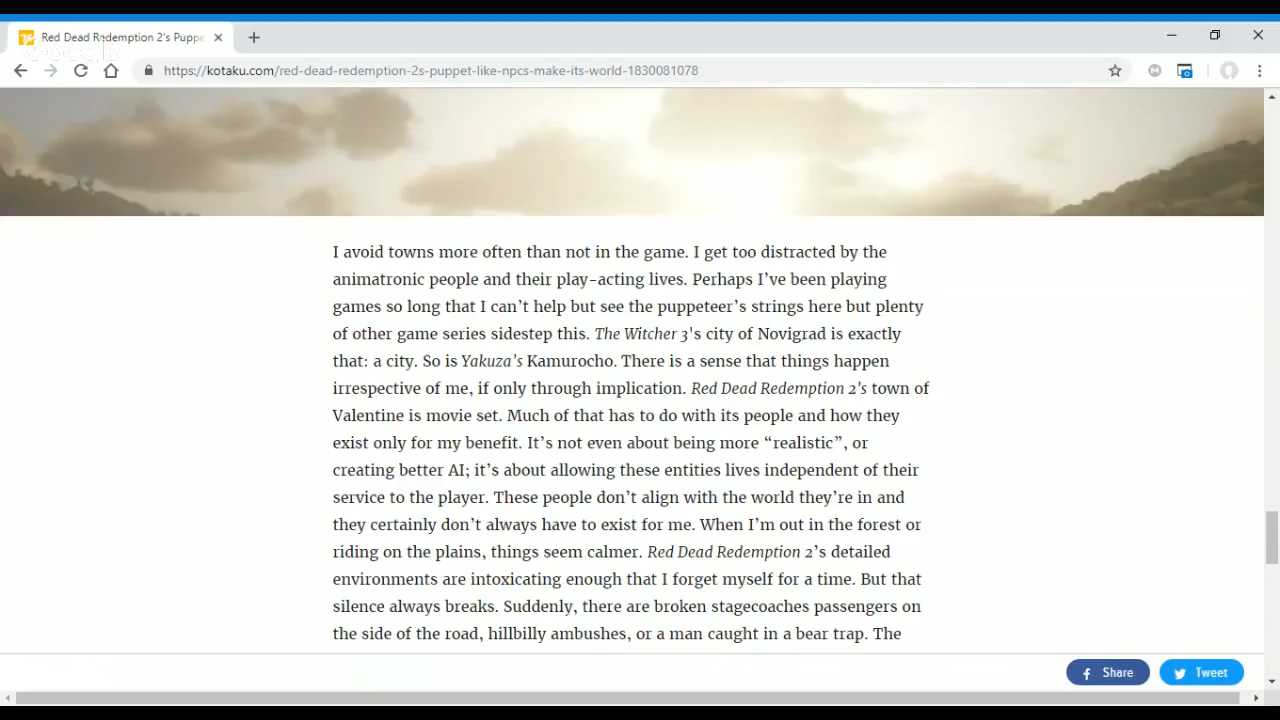 Red Dead Redemption 2's Puppe
https://kotaku.com/red-dead-redemption-2s-puppet-like-npcs-make-its-world-1830081078
I avoid towns more often than not in the game. I get too distracted by the
animatronic people and their play-acting lives. Perhaps I’ve been playing
games so long that I can’t help but see the puppeteer’s strings here but plenty
of other game series sidestep this. The Witcher 3's city of Novigrad is exactly
that: a city. So is Yakuza’s Kamurocho. There is a sense that things happen
irrespective of me, if only through implication. Red Dead Redemption 2's town of
Valentine is movie set. Much of that has to do with its people and how they
exist only for my benefit. It’s not even about being more “realistic”, or
creating better AI; it’s about allowing these entities lives independent of their
service to the player. These people don’t align with the world they’re in and
they certainly don’t always have to exist for me. When I’m out in the forest or
riding on the plains, things seem calmer. Red Dead Redemption 2’s detailed
environments are intoxicating enough that I forget myself for a time. But that
silence always breaks. Suddenly, there are broken stagecoaches passengers on
the side of the road, hillbilly ambushes, or a man caught in a bear trap. The
Share
Tweet